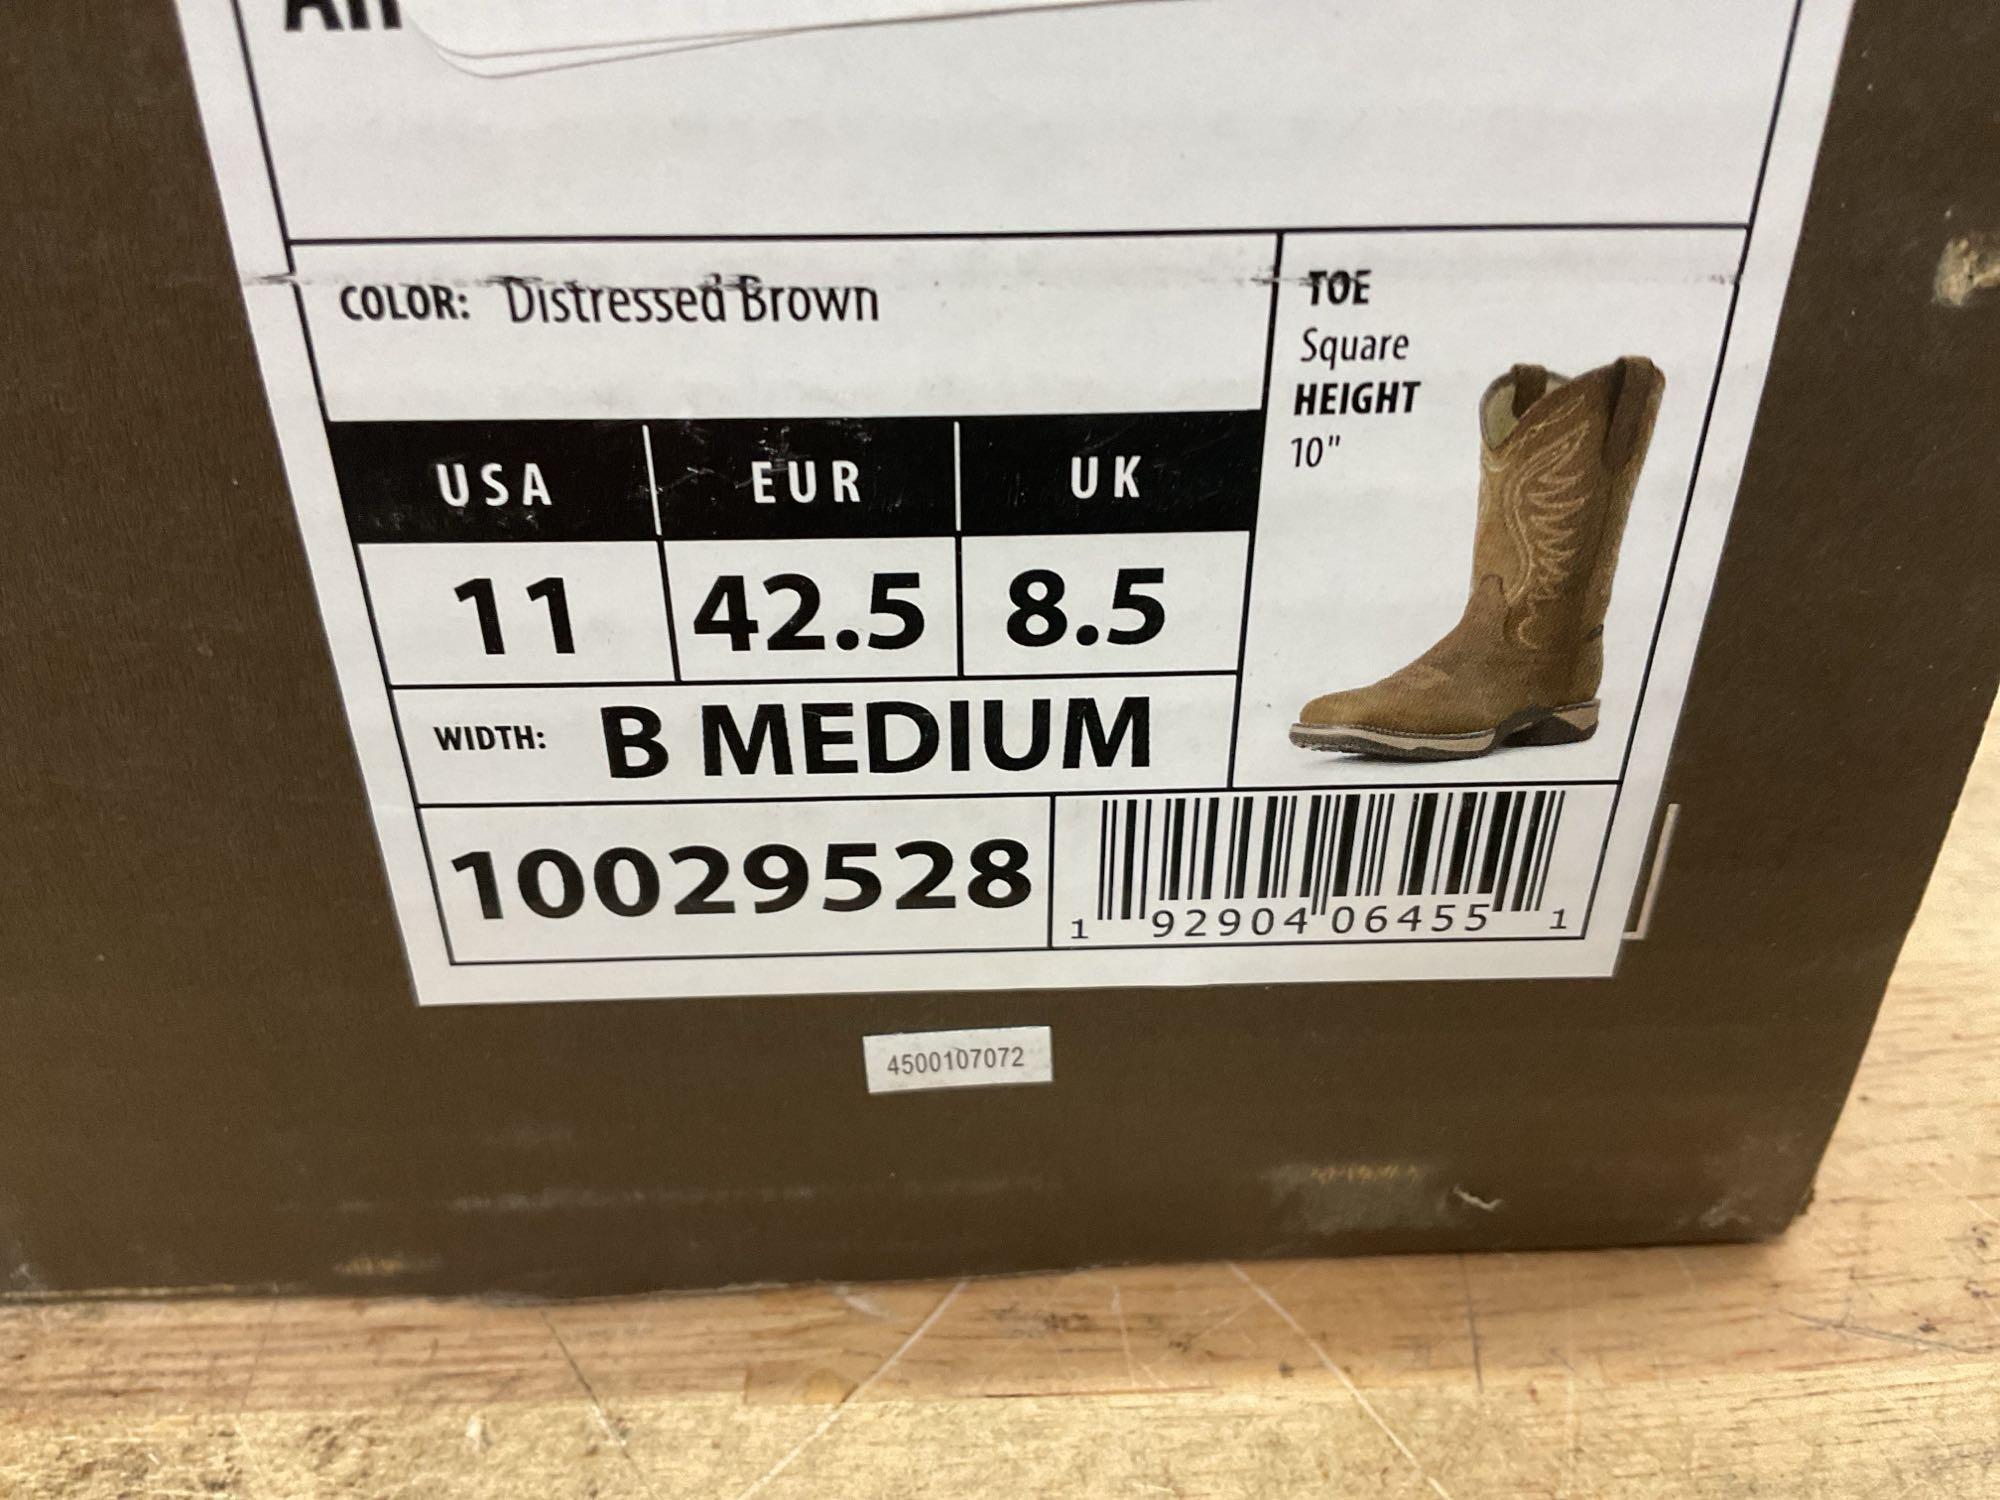 COLOR: Distressed Brown
TOE
Square
HEIGHT
10"
USA EUR UK
11 42.5 8.5
WIDTH: B MEDIUM
10029528
1 92904 06455 1
4500107072